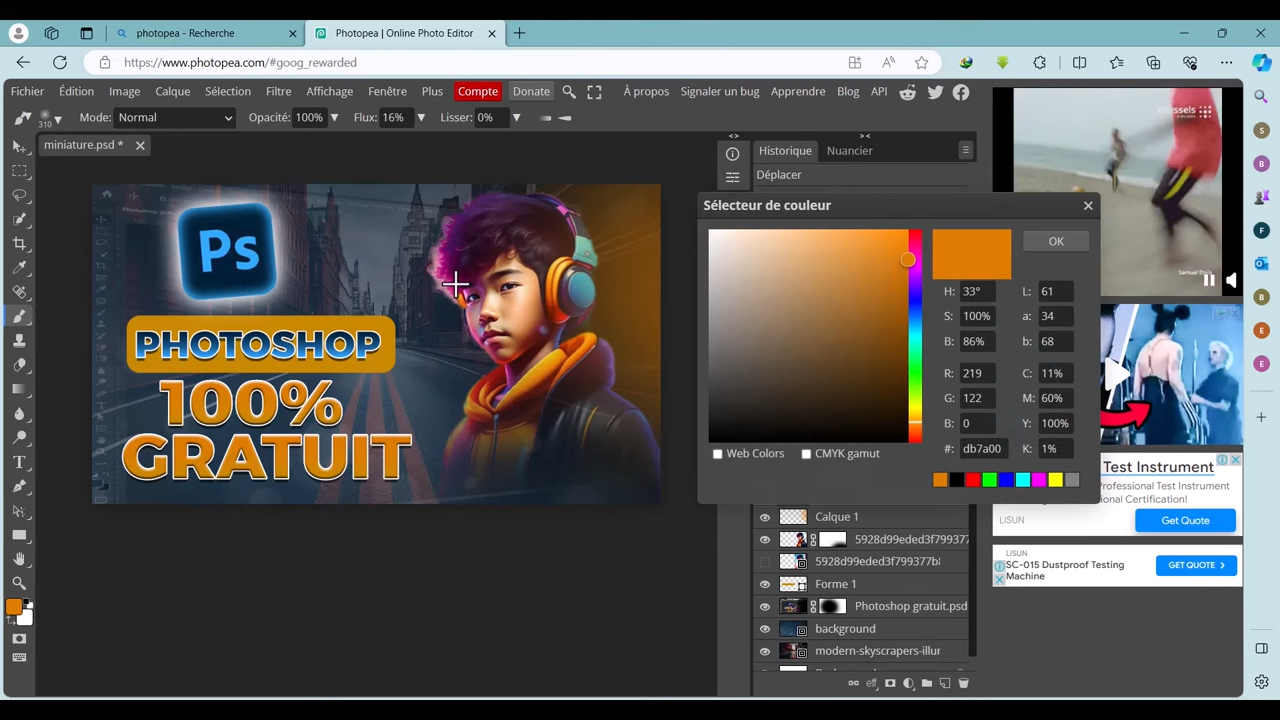 photopea - Recherche
Photopea | Online Photo Editor
https://www.photopea.com/#goog_rewarded
Fichier Édition Image Calque Sélection Filtre Affichage Fenêtre Plus Compte Donate À propos Signaler un bug Apprendre Blog API
310 Mode: Normal Opacité: 100% Flux: 16% Lisser: 0%
miniature.psd *
Historique Nuancier
Déplacer
Sélecteur de couleur
OK
H: 33° L: 61
S: 100% a: 34
B: 86% b: 68
R: 219 C: 11%
G: 122 M: 60%
B: 0 Y: 100%
#: db7a00 K: 1%
Web Colors CMYK gamut
Ps
PHOTOSHOP
100%
GRATUIT
Calque 1
5928d99eded3f799377
5928d99eded3f799377b8
Forme 1
Photoshop gratuit.psd
background
modern-skyscrapers-illur
eff
Test Instrument
Professional Test Instrument
onal Certification!
LISUN
Get Quote
LISUN
SC-015 Dustproof Testing
Machine
GET QUOTE